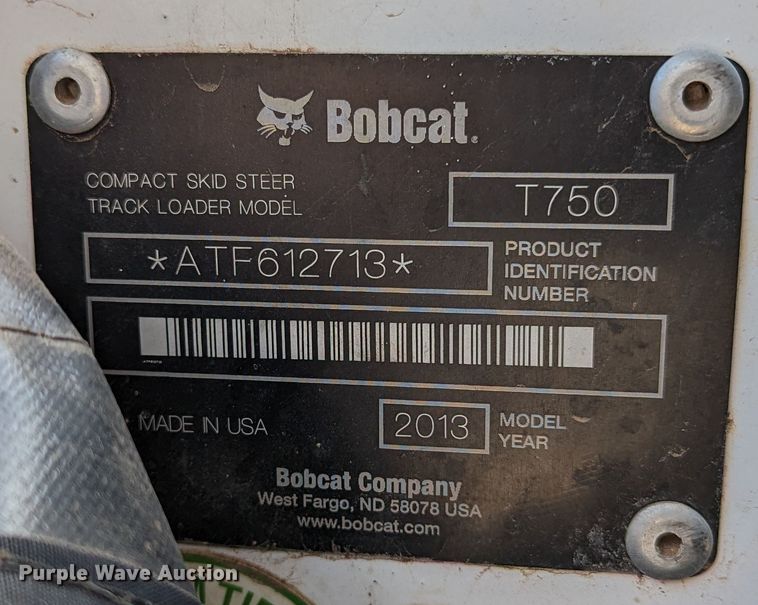 Bobcat.
COMPACT SKID STEER
TRACK LOADER MODEL
T750
*ATF612713*
PRODUCT
IDENTIFICATION
NUMBER
MADE IN USA
2013
MODEL
YEAR
Bobcat Company
West Fargo, ND 58078 USA
www.bobcat.com
Purple Wave Auction